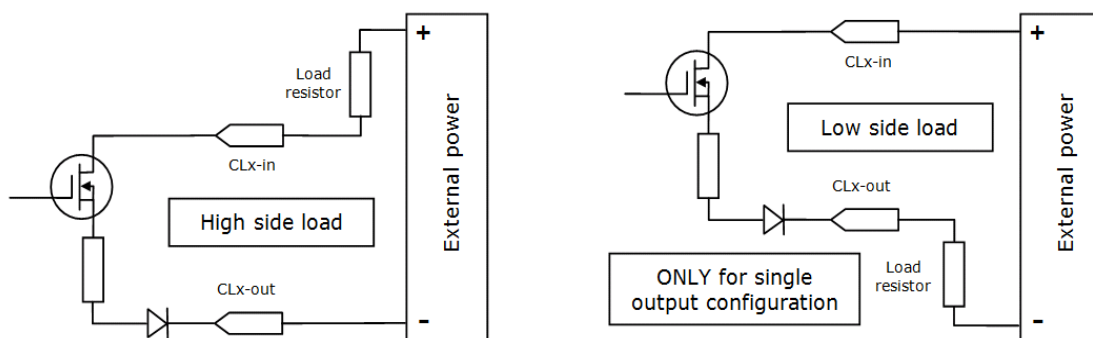 +
Load
resistor
CLx-in
High side load
CLx-out
-
External power
+
CLx-in
Low side load
CLx-out
ONLY for single
output configuration
Load
resistor
-
External power